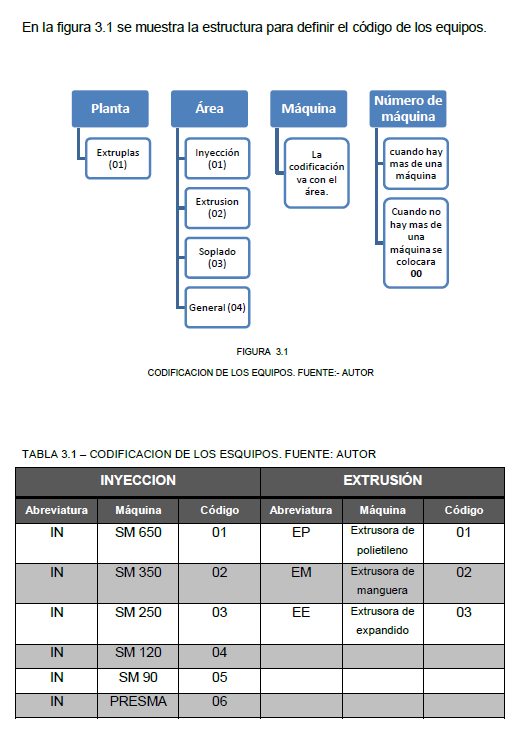 En la figura 3.1 se muestra la estructura para definir el código de los equipos.
Planta
Extruplas
(01)
Área
Inyección
(01)
Extrusion
(02)
Soplado
(03)
General (04)
Máquina
La
codificación
va con el
área.
Número de
máquina
cuando hay
mas de una
máquina
Cuando no
hay mas de
una
máquina se
colocara
00
FIGURA 3.1
CODIFICACION DE LOS EQUIPOS. FUENTE:- AUTOR
TABLA 3.1 – CODIFICACION DE LOS ESQUIPOS. FUENTE: AUTOR
INYECCION EXTRUSIÓN
Abreviatura Máquina Código Abreviatura Máquina Código
IN SM 650 01 EP Extrusora de
polietileno 01
IN SM 350 02 EM Extrusora de
manguera 02
IN SM 250 03 EE Extrusora de
expandido 03
IN SM 120 04
IN SM 90 05
IN PRESMA 06